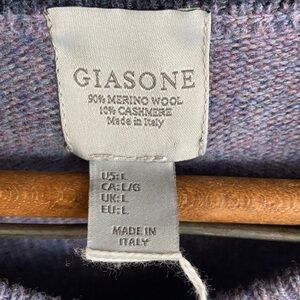 GIASONE
90% MERINO WOOL
10% CASHMERE
Made in Italy
US: L
CA: L/G
UK: L
EU: L
MADE IN
ITALY